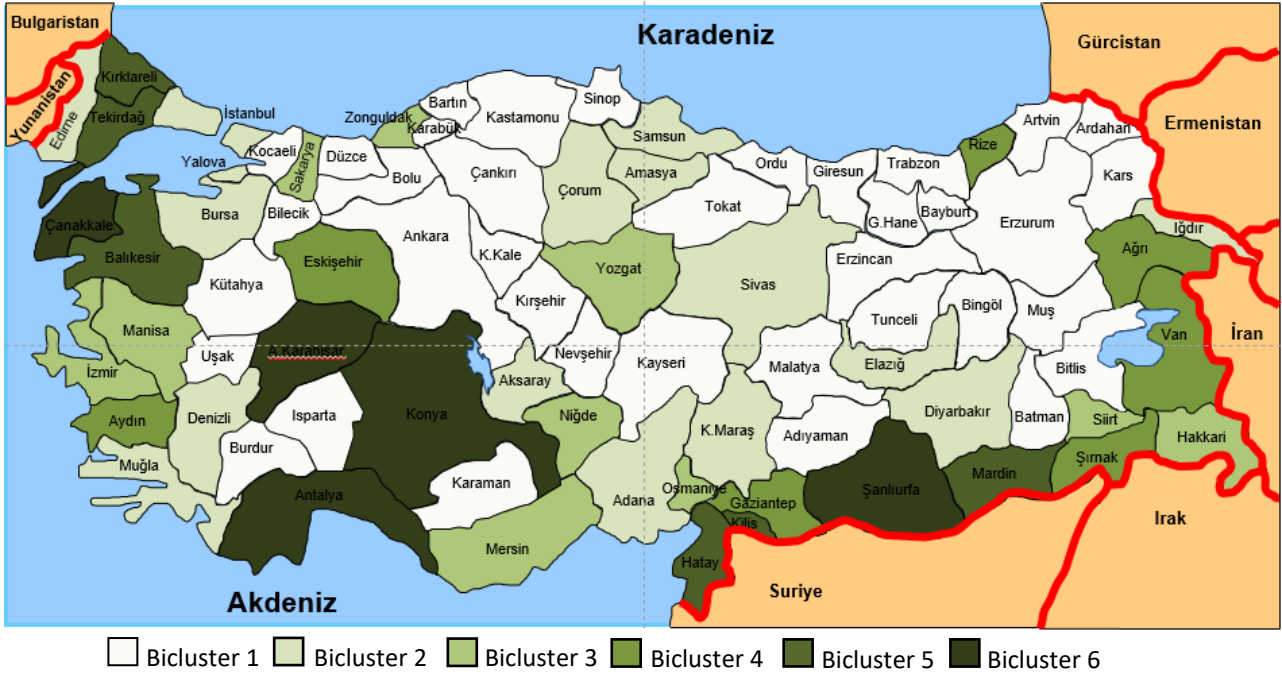 Bulgaristan
Karadeniz
Gürcistan
Yunanistan
Ermenistan
Kırklareli
Edirne
Tekirdağ
İstanbul
Zonguldak
Bartın
Karabük
Kastamonu
Sinop
Samsun
Artvin
Ardahan
Rize
Yalova
Kocaeli
Sakarya
Düzce
Bolu
Çankırı
Çorum
Amasya
Ordu
Giresun
Trabzon
Kars
Tokat
G.Hane
Bayburt
Erzurum
Iğdır
Çanakkale
Bursa
Bilecik
Ankara
Balıkesir
Eskişehir
K.Kale
Yozgat
Sivas
Erzincan
Ağrı
Kütahya
Kırşehir
Tunceli
Bingöl
Muş
Manisa
Uşak
A.Karahisar
Nevşehir
Kayseri
Malatya
Elazığ
Bitlis
Van
İran
İzmir
Aksaray
Aydın
Denizli
Isparta
Konya
Niğde
K.Maraş
Adıyaman
Diyarbakır
Batman
Siirt
Hakkari
Burdur
Muğla
Antalya
Karaman
Adana
Osmaniye
Gaziantep
Kilis
Şanlıurfa
Mardin
Şırnak
Mersin
Hatay
Irak
Suriye
Akdeniz
Bicluster 1 Bicluster 2 Bicluster 3 Bicluster 4 Bicluster 5 Bicluster 6